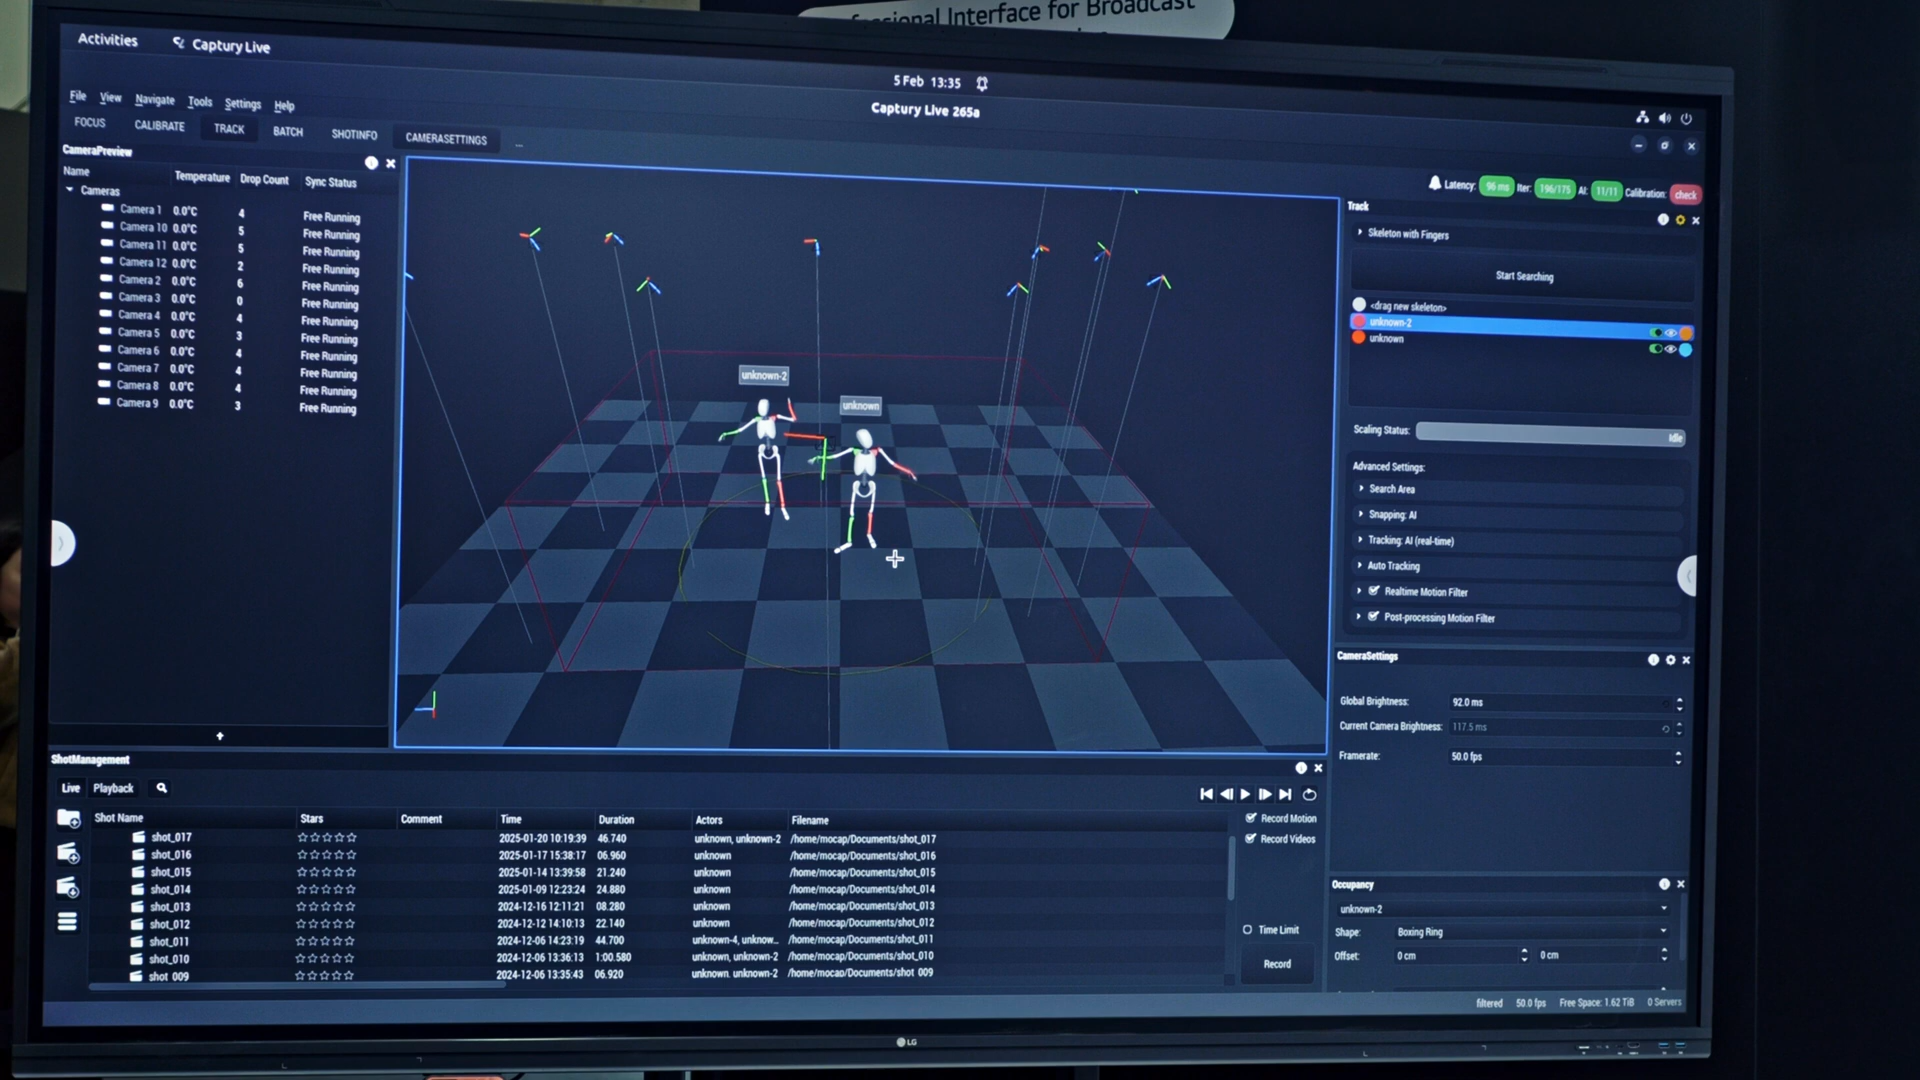 fessional Interface for Broadcast
Activities Captury Live
5 Feb 13:35
Captury Live 265a
File View Navigate Tools Settings Help
FOCUS CALIBRATE TRACK BATCH SHOTINFO CAMERASETTINGS ...
CameraPreview
Name Temperature Drop Count Sync Status
Cameras
Camera 1 0.0°C 4 Free Running
Camera 10 0.0°C 5 Free Running
Camera 11 0.0°C 5 Free Running
Camera 12 0.0°C 2 Free Running
Camera 2 0.0°C 6 Free Running
Camera 3 0.0°C 0 Free Running
Camera 4 0.0°C 4 Free Running
Camera 5 0.0°C 3 Free Running
Camera 6 0.0°C 4 Free Running
Camera 7 0.0°C 4 Free Running
Camera 8 0.0°C 4 Free Running
Camera 9 0.0°C 3 Free Running
unknown-2
unknown
Latency: 96 ms Iter: 196/175 AI: 11/11 Calibration: check
Track
Skeleton with Fingers
Start Searching
<drag new skeleton>
unknown-2
unknown
Scaling Status: Idle
Advanced Settings:
Search Area
Snapping: AI
Tracking: AI (real-time)
Auto Tracking
Realtime Motion Filter
Post-processing Motion Filter
CameraSettings
Global Brightness: 92.0 ms
Current Camera Brightness: 117.5 ms
Framerate: 50.0 fps
ShotManagement
Live Playback
Shot Name Stars Comment Time Duration Actors Filename
shot_017 2025-01-20 10:19:39 46.740 unknown, unknown-2 /home/mocap/Documents/shot_017
shot_016 2025-01-17 15:38:17 06.960 unknown /home/mocap/Documents/shot_016
shot_015 2025-01-14 13:39:58 21.240 unknown /home/mocap/Documents/shot_015
shot_014 2025-01-09 12:23:24 24.880 unknown /home/mocap/Documents/shot_014
shot_013 2024-12-16 12:11:21 08.280 unknown /home/mocap/Documents/shot_013
shot_012 2024-12-12 14:10:13 22.140 unknown /home/mocap/Documents/shot_012
shot_011 2024-12-06 14:23:19 44.700 unknown-4, unknow... /home/mocap/Documents/shot_011
shot_010 2024-12-06 13:36:13 1:00.580 unknown, unknown-2 /home/mocap/Documents/shot_010
shot_009 2024-12-06 13:35:43 06.920 unknown, unknown-2 /home/mocap/Documents/shot_009
Record Motion
Record Videos
Time Limit
Record
Occupancy
unknown-2
Shape: Boxing Ring
Offset: 0 cm 0 cm
filtered 50.0 fps Free Space: 1.62 TiB 0 Servers
LG